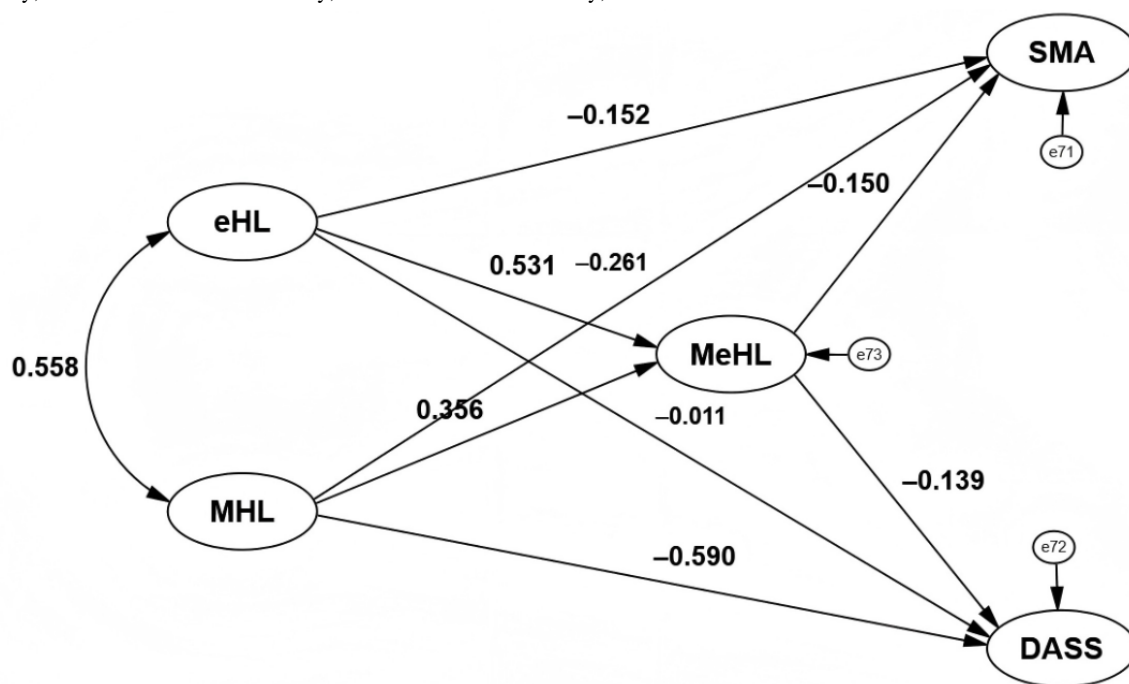 SMA
–0.152
e71
–0.150
eHL
0.531
–0.261
MeHL
e73
0.558
0.356
–0.011
–0.139
MHL
–0.590
e72
DASS